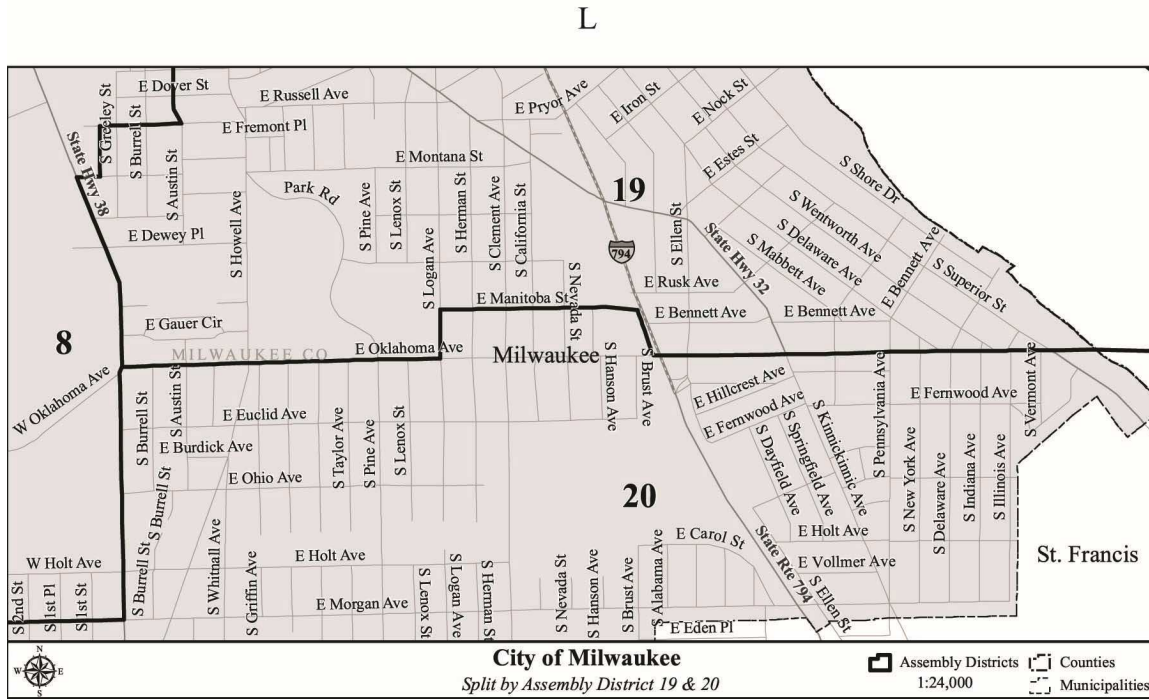 L
E Dover St
S Greeley St
S Burrell St
E Russell Ave
E Pryor Ave
E Iron St
E Nock St
E Fremont Pl
State Hwy 38
S Austin St
E Montana St
E Estes St
S Shore Dr
19
Park Rd
S Pine Ave
S Lenox St
S Herman St
S Clement Ave
S California St
S Howell Ave
E Dewey Pl
S Logan Ave
S Ellen St
State Hwy 32
S Wentworth Ave
S Delaware Ave
S Mabbett Ave
E Bennett Ave
S Superior St
794
E Rusk Ave
S Nevada St
E Manitoba St
E Bennett Ave
E Bennett Ave
E Gauer Cir
8
MILWAUKEE CO
E Oklahoma Ave
Milwaukee
S Hanson Ave
S Brust Ave
W Oklahoma Ave
S Burrell St
S Austin St
E Hillcrest Ave
E Fernwood Ave
S Pennsylvania Ave
E Fernwood Ave
S Vermont Ave
E Euclid Ave
E Burdick Ave
S Taylor Ave
S Pine Ave
S Lenox St
S Dayfield Ave
S Springfield Ave
S Kinnickinnic Ave
E Ohio Ave
20
S New York Ave
S Delaware Ave
S Indiana Ave
S Illinois Ave
S Burrell St
E Carol St
E Holt Ave
State Rte 794
E Vollmer Ave
St. Francis
W Holt Ave
S Burrell St
S Whitnall Ave
S Griffin Ave
E Holt Ave
S Lenox St
S Logan Ave
S Herman St
S Nevada St
S Hanson Ave
S Brust Ave
S Alabama Ave
S Ellen St
S 2nd St
S 1st Pl
S 1st St
E Morgan Ave
E Eden Pl
N
W E
S
City of Milwaukee
Split by Assembly District 19 & 20
Assembly Districts
1:24,000
Counties
Municipalities